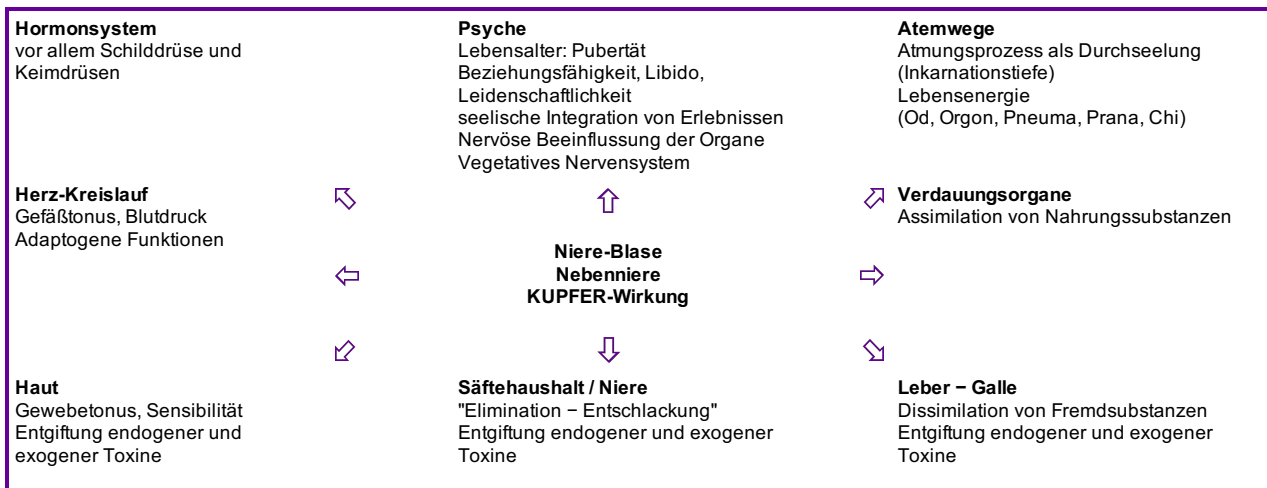 Hormonsystem
vor allem Schilddrüse und
Keimdrüsen
Psyche
Lebensalter: Pubertät
Beziehungsfähigkeit, Libido,
Leidenschaftlichkeit
seelische Integration von Erlebnissen
Nervöse Beeinflussung der Organe
Vegetatives Nervensystem
Atemwege
Atmungsprozess als Durchseelung
(Inkarnationstiefe)
Lebensenergie
(Od, Orgon, Pneuma, Prana, Chi)
Herz-Kreislauf
Gefäßtonus, Blutdruck
Adaptogene Funktionen
Niere-Blase
Nebenniere
KUPFER-Wirkung
Verdauungsorgane
Assimilation von Nahrungssubstanzen
Haut
Gewebetonus, Sensibilität
Entgiftung endogener und
exogener Toxine
Säftehaushalt / Niere
"Elimination − Entschlackung"
Entgiftung endogener und exogener
Toxine
Leber − Galle
Dissimilation von Fremdsubstanzen
Entgiftung endogener und exogener
Toxine